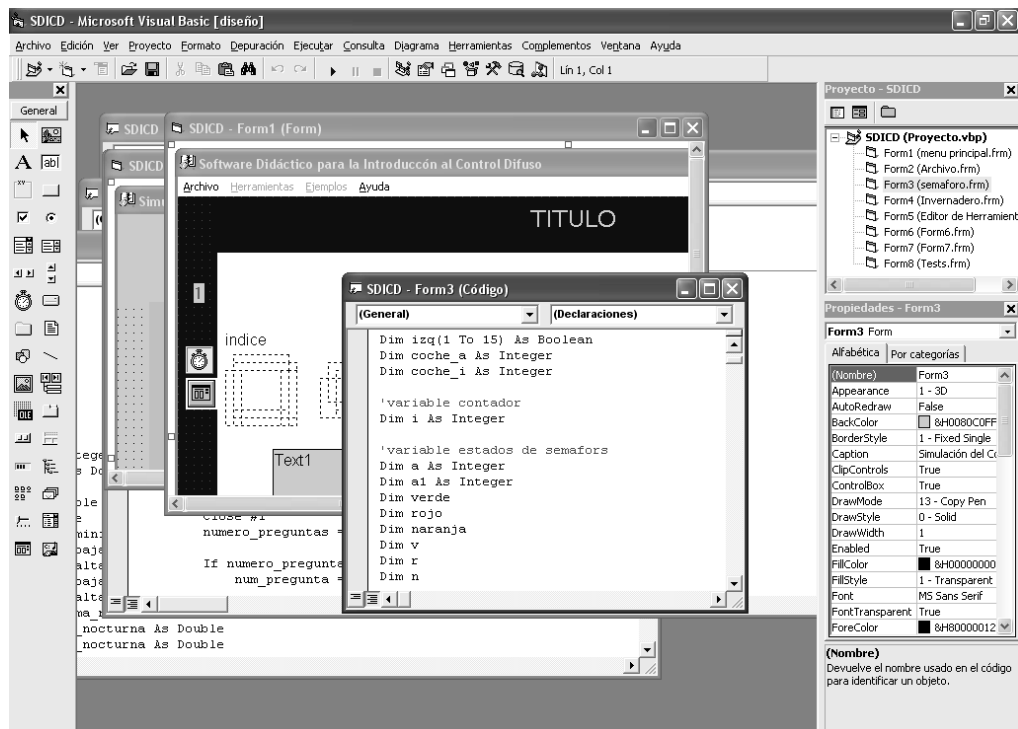 SDICD - Microsoft Visual Basic [diseño]
Archivo Edición Ver Proyecto Formato Depuración Ejecutar Consulta Diagrama Herramientas Complementos Ventana Ayuda
Lín 1, Col 1
General
A
abl
XY
OLE
SDICD
SDICD - Form1 (Form)
SDICD
Software Didáctico para la Introduccón al Control Difuso
Archivo Herramientas Ejemplos Ayuda
TITULO
1
indice
Text1
Close #1
numero_preguntas =
If numero_pregunta
num_pregunta =
_nocturna As Double
_nocturna As Double
SDICD - Form3 (Código)
(General)
(Declaraciones)
Dim izq(1 To 15) As Boolean
Dim coche_a As Integer
Dim coche_i As Integer
'variable contador
Dim i As Integer
'variable estados de semafors
Dim a As Integer
Dim a1 As Integer
Dim verde
Dim rojo
Dim naranja
Dim v
Dim r
Dim n
Proyecto - SDICD
SDICD (Proyecto.vbp)
Form1 (menu principal.frm)
Form2 (Archivo.frm)
Form3 (semaforo.frm)
Form4 (Invernadero.frm)
Form5 (Editor de Herramient
Form6 (Form6.frm)
Form7 (Form7.frm)
Form8 (Tests.frm)
Propiedades - Form3
Form3 Form
Alfabética Por categorías
(Nombre) Form3
Appearance 1 - 3D
AutoRedraw False
BackColor &H0080C0FF
BorderStyle 1 - Fixed Single
Caption Simulación del Co
ClipControls True
ControlBox True
DrawMode 13 - Copy Pen
DrawStyle 0 - Solid
DrawWidth 1
Enabled True
FillColor &H00000000
FillStyle 1 - Transparent
Font MS Sans Serif
FontTransparent True
ForeColor &H80000012
(Nombre)
Devuelve el nombre usado en el código
para identificar un objeto.